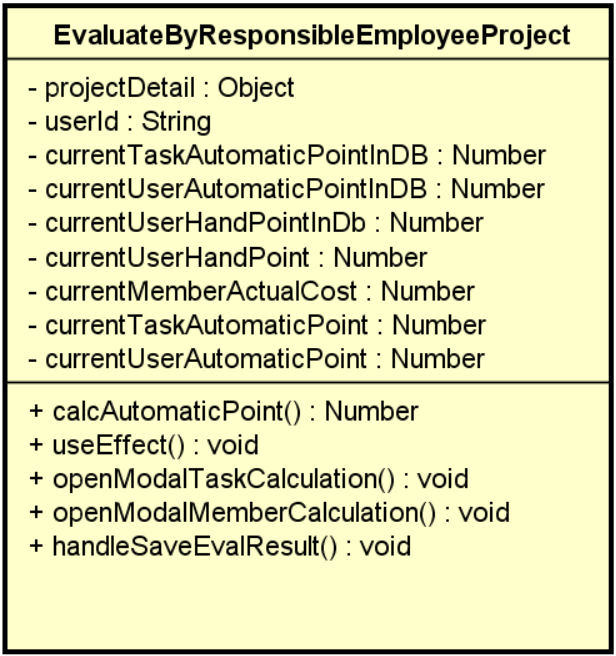 EvaluateByResponsibleEmployeeProject
- projectDetail : Object
- userId : String
- currentTaskAutomaticPointInDB : Number
- currentUserAutomaticPointInDB : Number
- currentUserHandPointInDb : Number
- currentUserHandPoint : Number
- currentMemberActualCost : Number
- currentTaskAutomaticPoint : Number
- currentUserAutomaticPoint : Number
+ calcAutomaticPoint() : Number
+ useEffect() : void
+ openModalTaskCalculation() : void
+ openModalMemberCalculation() : void
+ handleSaveEvalResult() : void